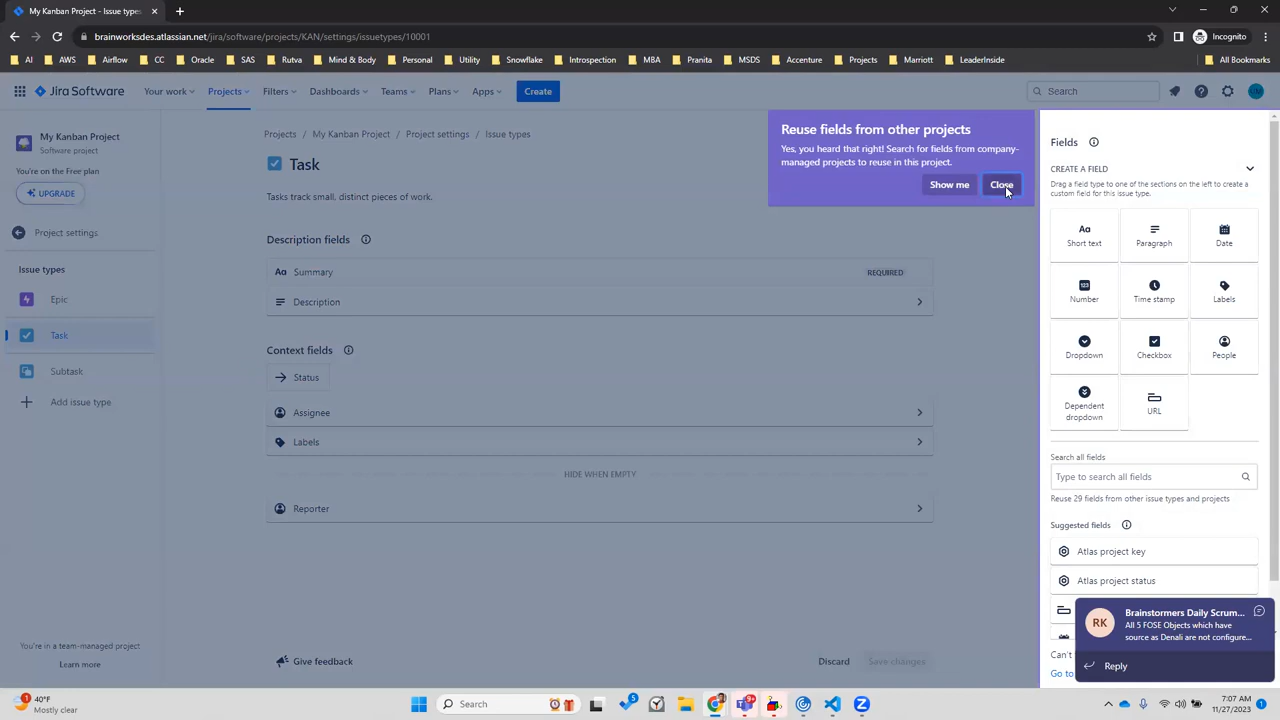 My Kanban Project - Issue types
brainworksdes.atlassian.net/jira/software/projects/KAN/settings/issuetypes/10001
Incognito
AI AWS Airflow CC Oracle SAS Rutva Mind & Body Personal Utility Snowflake Introspection MBA Pranita MSDS Accenture Projects Marriott LeaderInside All Bookmarks
Jira Software Your work Projects Filters Dashboards Teams Plans Apps Create Search
My Kanban Project
Software project
You're on the Free plan
UPGRADE
Project settings
Issue types
Epic
Task
Subtask
Add issue type
You're in a team-managed project
Learn more
Projects / My Kanban Project / Project settings / Issue types
Task
Tasks track small, distinct pieces of work.
Description fields
Aa Summary REQUIRED
Description
Context fields
Status
Assignee
Labels
HIDE WHEN EMPTY
Reporter
Give feedback Discard Save changes
Reuse fields from other projects
Yes, you heard that right! Search for fields from company-
managed projects to reuse in this project.
Show me Close
Fields
CREATE A FIELD
Drag a field type to one of the sections on the left to create a
custom field for this issue type.
Aa
Short text Paragraph Date
123
Number Time stamp Labels
Dropdown Checkbox People
Dependent
dropdown
URL
Search all fields
Type to search all fields
Reuse 29 fields from other issue types and projects
Suggested fields
Atlas project key
Atlas project status
Can't
Go to
RK
Brainstormers Daily Scrum...
All 5 FOSE Objects which have
source as Denali are not configure...
Reply
1
40°F
Mostly clear
Search
5
9+
7:07 AM
11/27/2023